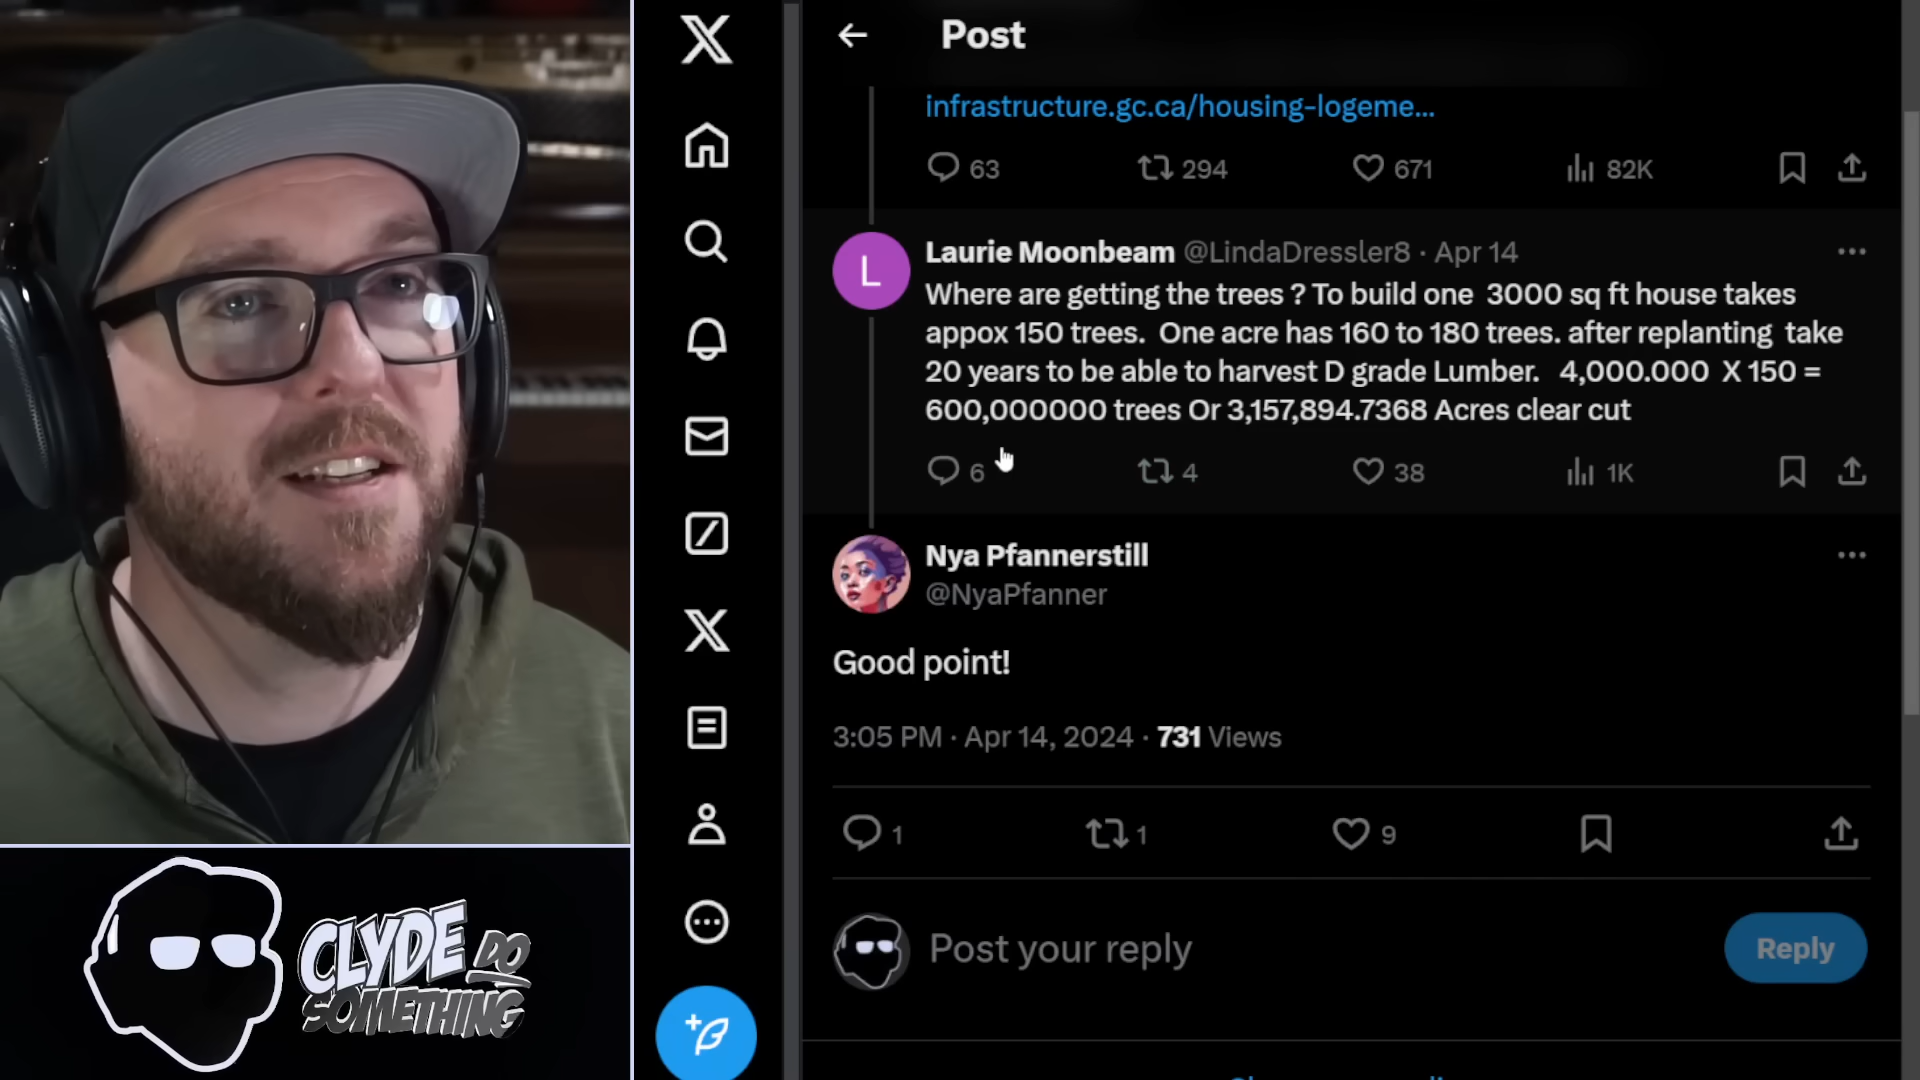 Post
infrastructure.gc.ca/housing-logeme...
63 294 671 82K
Laurie Moonbeam @LindaDressler8 · Apr 14
Where are getting the trees ? To build one 3000 sq ft house takes
appox 150 trees. One acre has 160 to 180 trees. after replanting take
20 years to be able to harvest D grade Lumber. 4,000.000 X 150 =
600,000000 trees Or 3,157,894.7368 Acres clear cut
6 4 38 1K
Nya Pfannerstill
@NyaPfanner
Good point!
3:05 PM · Apr 14, 2024 · 731 Views
1 1 9
Post your reply
Reply
CLYDE DO
SOMETHING